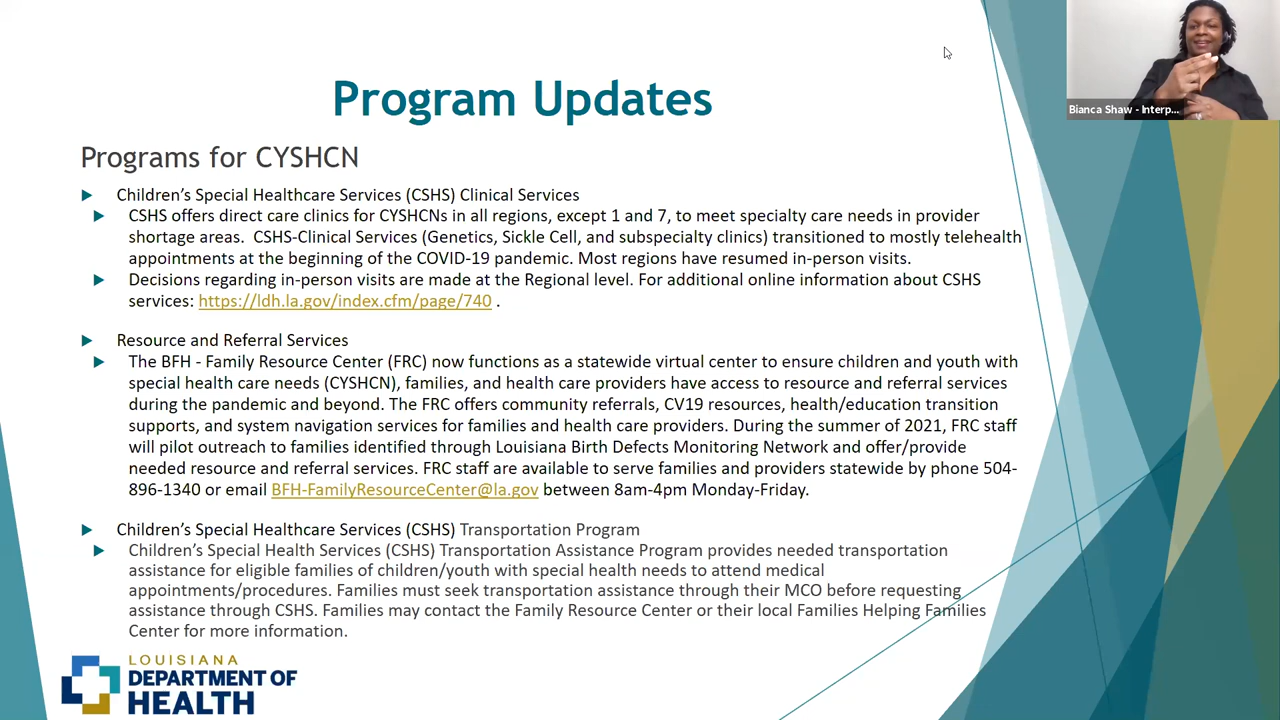 Program Updates
Bianca Shaw - Interp...
Programs for CYSHCN
Children's Special Healthcare Services (CSHS) Clinical Services
CSHS offers direct care clinics for CYSHCNs in all regions, except 1 and 7, to meet specialty care needs in provider
shortage areas.  CSHS-Clinical Services (Genetics, Sickle Cell, and subspecialty clinics) transitioned to mostly telehealth
appointments at the beginning of the COVID-19 pandemic. Most regions have resumed in-person visits.
Decisions regarding in-person visits are made at the Regional level. For additional online information about CSHS
services: https://ldh.la.gov/index.cfm/page/740 .
Resource and Referral Services
The BFH - Family Resource Center (FRC) now functions as a statewide virtual center to ensure children and youth with
special health care needs (CYSHCN), families, and health care providers have access to resource and referral services
during the pandemic and beyond. The FRC offers community referrals, CV19 resources, health/education transition
supports, and system navigation services for families and health care providers. During the summer of 2021, FRC staff
will pilot outreach to families identified through Louisiana Birth Defects Monitoring Network and offer/provide
needed resource and referral services. FRC staff are available to serve families and providers statewide by phone 504-
896-1340 or email BFH-FamilyResourceCenter@la.gov between 8am-4pm Monday-Friday.
Children's Special Healthcare Services (CSHS) Transportation Program
Children's Special Health Services (CSHS) Transportation Assistance Program provides needed transportation
assistance for eligible families of children/youth with special health needs to attend medical
appointments/procedures. Families must seek transportation assistance through their MCO before requesting
assistance through CSHS. Families may contact the Family Resource Center or their local Families Helping Families
Center for more information.
LOUISIANA
DEPARTMENT OF
HEALTH